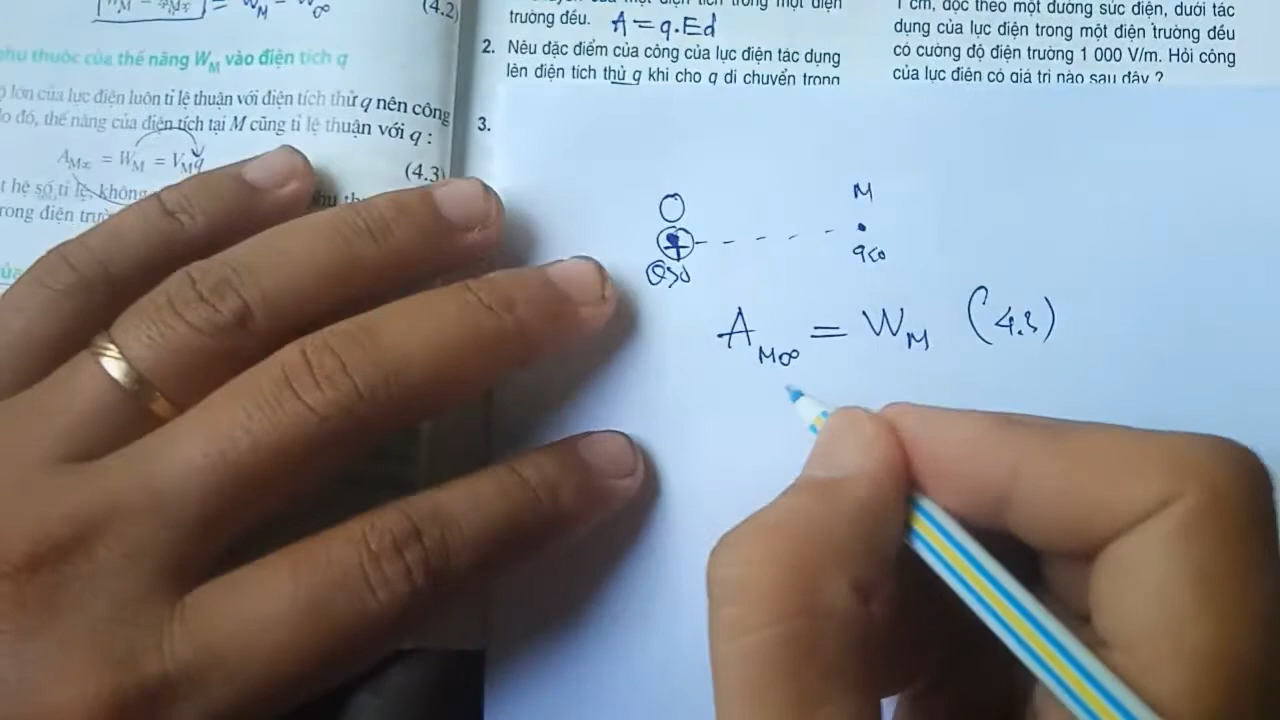 (4.2)
thu thuộc của thế năng W_M vào điện tích q
lớn của lực điện luôn tỉ lệ thuận với điện tích thử q nên công
do đó, thế năng của điện tích tại M cũng tỉ lệ thuận với q :
A_M∞ = W_M = V_M q
(4.3)
t hệ số tỉ lệ, không
rong điện trườ
trường đều. A = q.Ed
2. Nêu đặc điểm của công của lực điện tác dụng
lên điện tích thử q khi cho q di chuyển trong
3.
1 cm, dọc theo một đường sức điện, dưới tác
dụng của lực điện trong một điện trường đều
có cường độ điện trường 1 000 V/m. Hỏi công
của lực điện có giá trị nào sau đây ?
O
M
+
Q>0
q<0
A_M∞ = W_M (4.3)